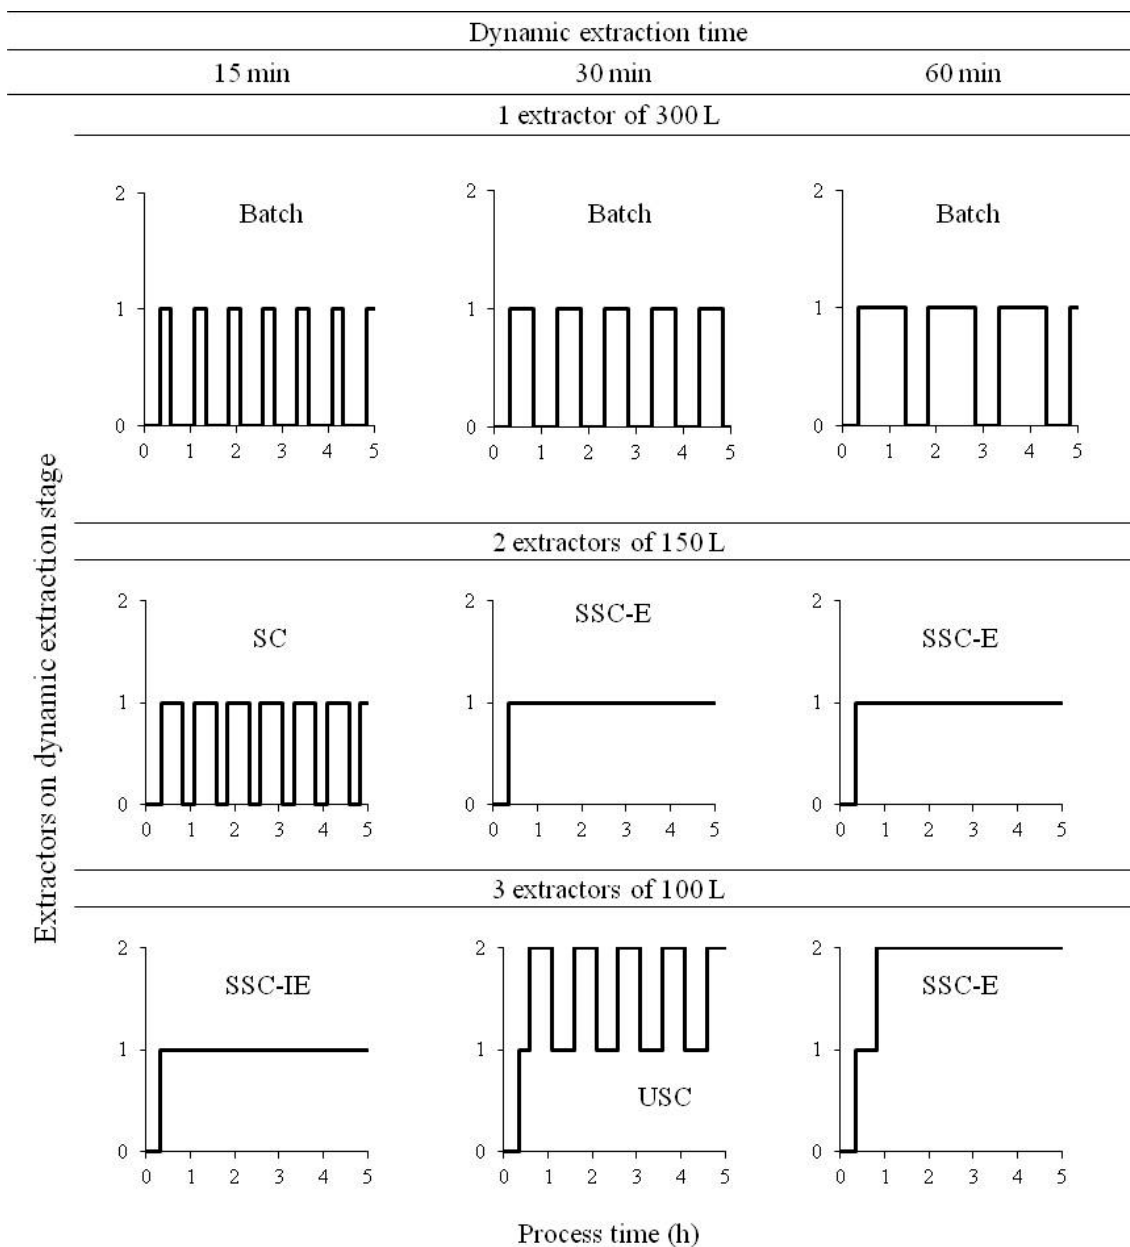 Dynamic extraction time
15 min 30 min 60 min
1 extractor of 300 L
Batch Batch Batch
2 2 2
1 1 1
0 0 0
0 1 2 3 4 5 0 1 2 3 4 5 0 1 2 3 4 5
Extractors on dynamic extraction stage
2 extractors of 150 L
SC SSC-E SSC-E
2 2 2
1 1 1
0 0 0
0 1 2 3 4 5 0 1 2 3 4 5 0 1 2 3 4 5
3 extractors of 100 L
2 2 2
SSC-IE USC SSC-E
1 1 1
0 0 0
0 1 2 3 4 5 0 1 2 3 4 5 0 1 2 3 4 5
Process time (h)